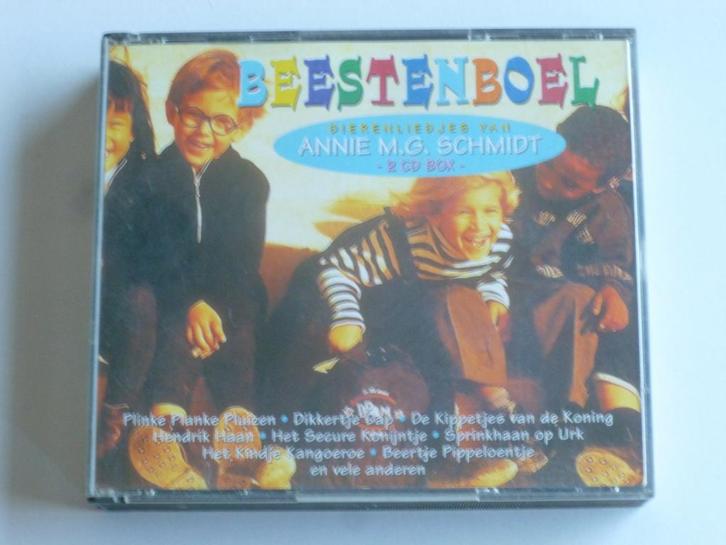 BEESTENBOEL
DIERENLIEDJES VAN
ANNIE M.G. SCHMIDT
- 2 CD BOX -
Plinke Planke Pluizen • Dikkertje Dap • De Kippetjes van de Koning
Hendrik Haan • Het Secure Konijntje • Sprinkhaan op Urk
Het Kindje Kangoeroe • Beertje Pippeloentje
en vele anderen